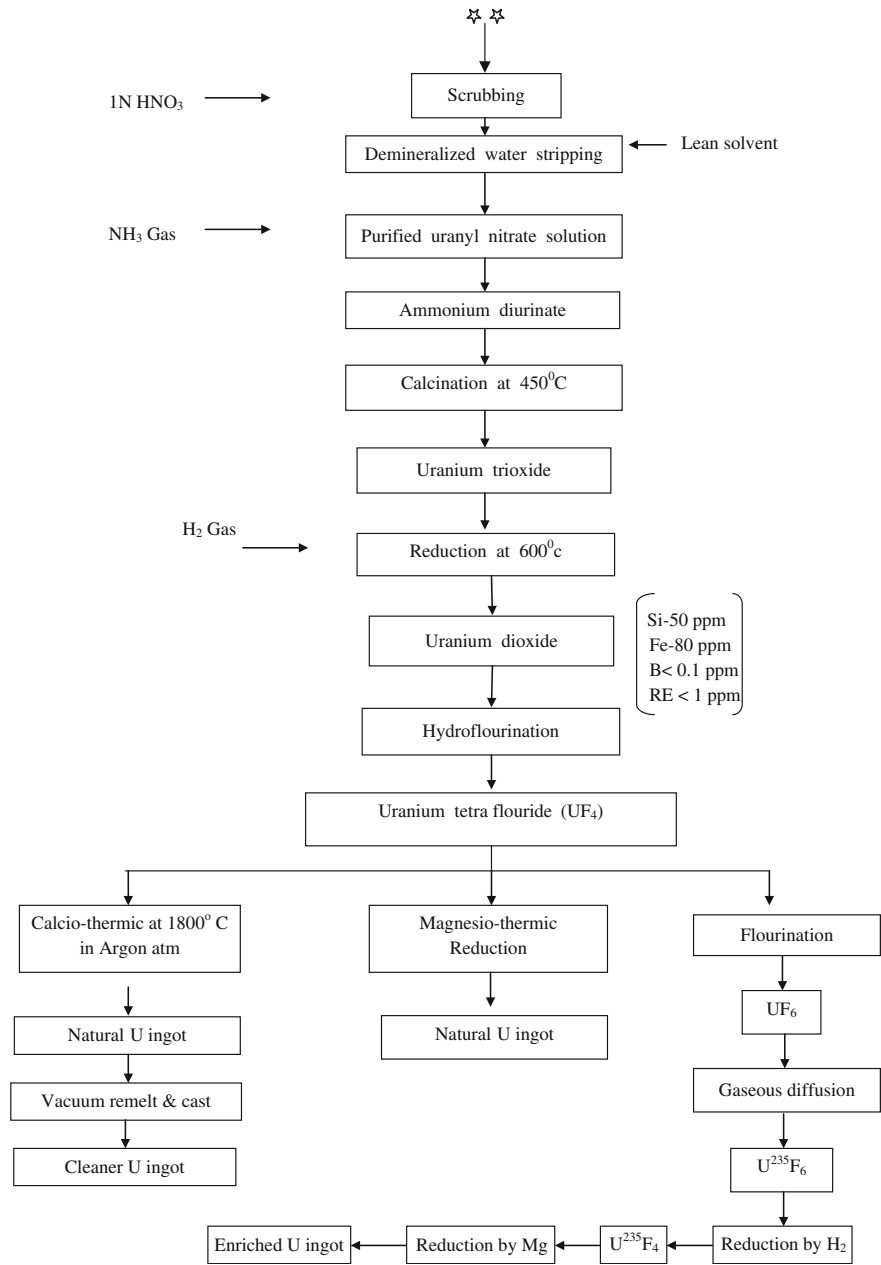 Scrubbing
1N HNO₃
Demineralized water stripping
Lean solvent
NH₃ Gas
Purified uranyl nitrate solution
Ammonium diurinate
Calcination at 450⁰C
Uranium trioxide
H₂ Gas
Reduction at 600⁰c
Uranium dioxide
Si-50 ppm
Fe-80 ppm
B< 0.1 ppm
RE < 1 ppm
Hydroflourination
Uranium tetra flouride (UF₄)
Calcio-thermic at 1800° C
in Argon atm
Magnesio-thermic
Reduction
Flourination
Natural U ingot
Natural U ingot
UF₆
Vacuum remelt & cast
Gaseous diffusion
Cleaner U ingot
U²³⁵F₆
Enriched U ingot
Reduction by Mg
U²³⁵F₄
Reduction by H₂